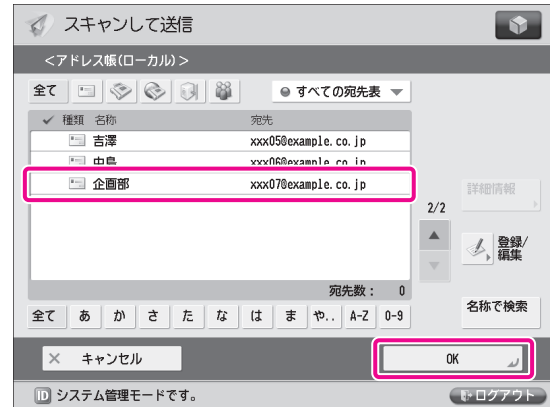 スキャンして送信
<アドレス帳(ローカル)>
全て すべての宛先表
種類 名称 宛先
吉澤 xxx05@example.co.jp
中島 xxx06@example.co.jp
企画部 xxx07@example.co.jp
詳細情報
2/2
登録/
編集
宛先数: 0
名称で検索
全て あ か さ た な は ま や.. A-Z 0-9
× キャンセル OK
ID システム管理モードです。 ログアウト